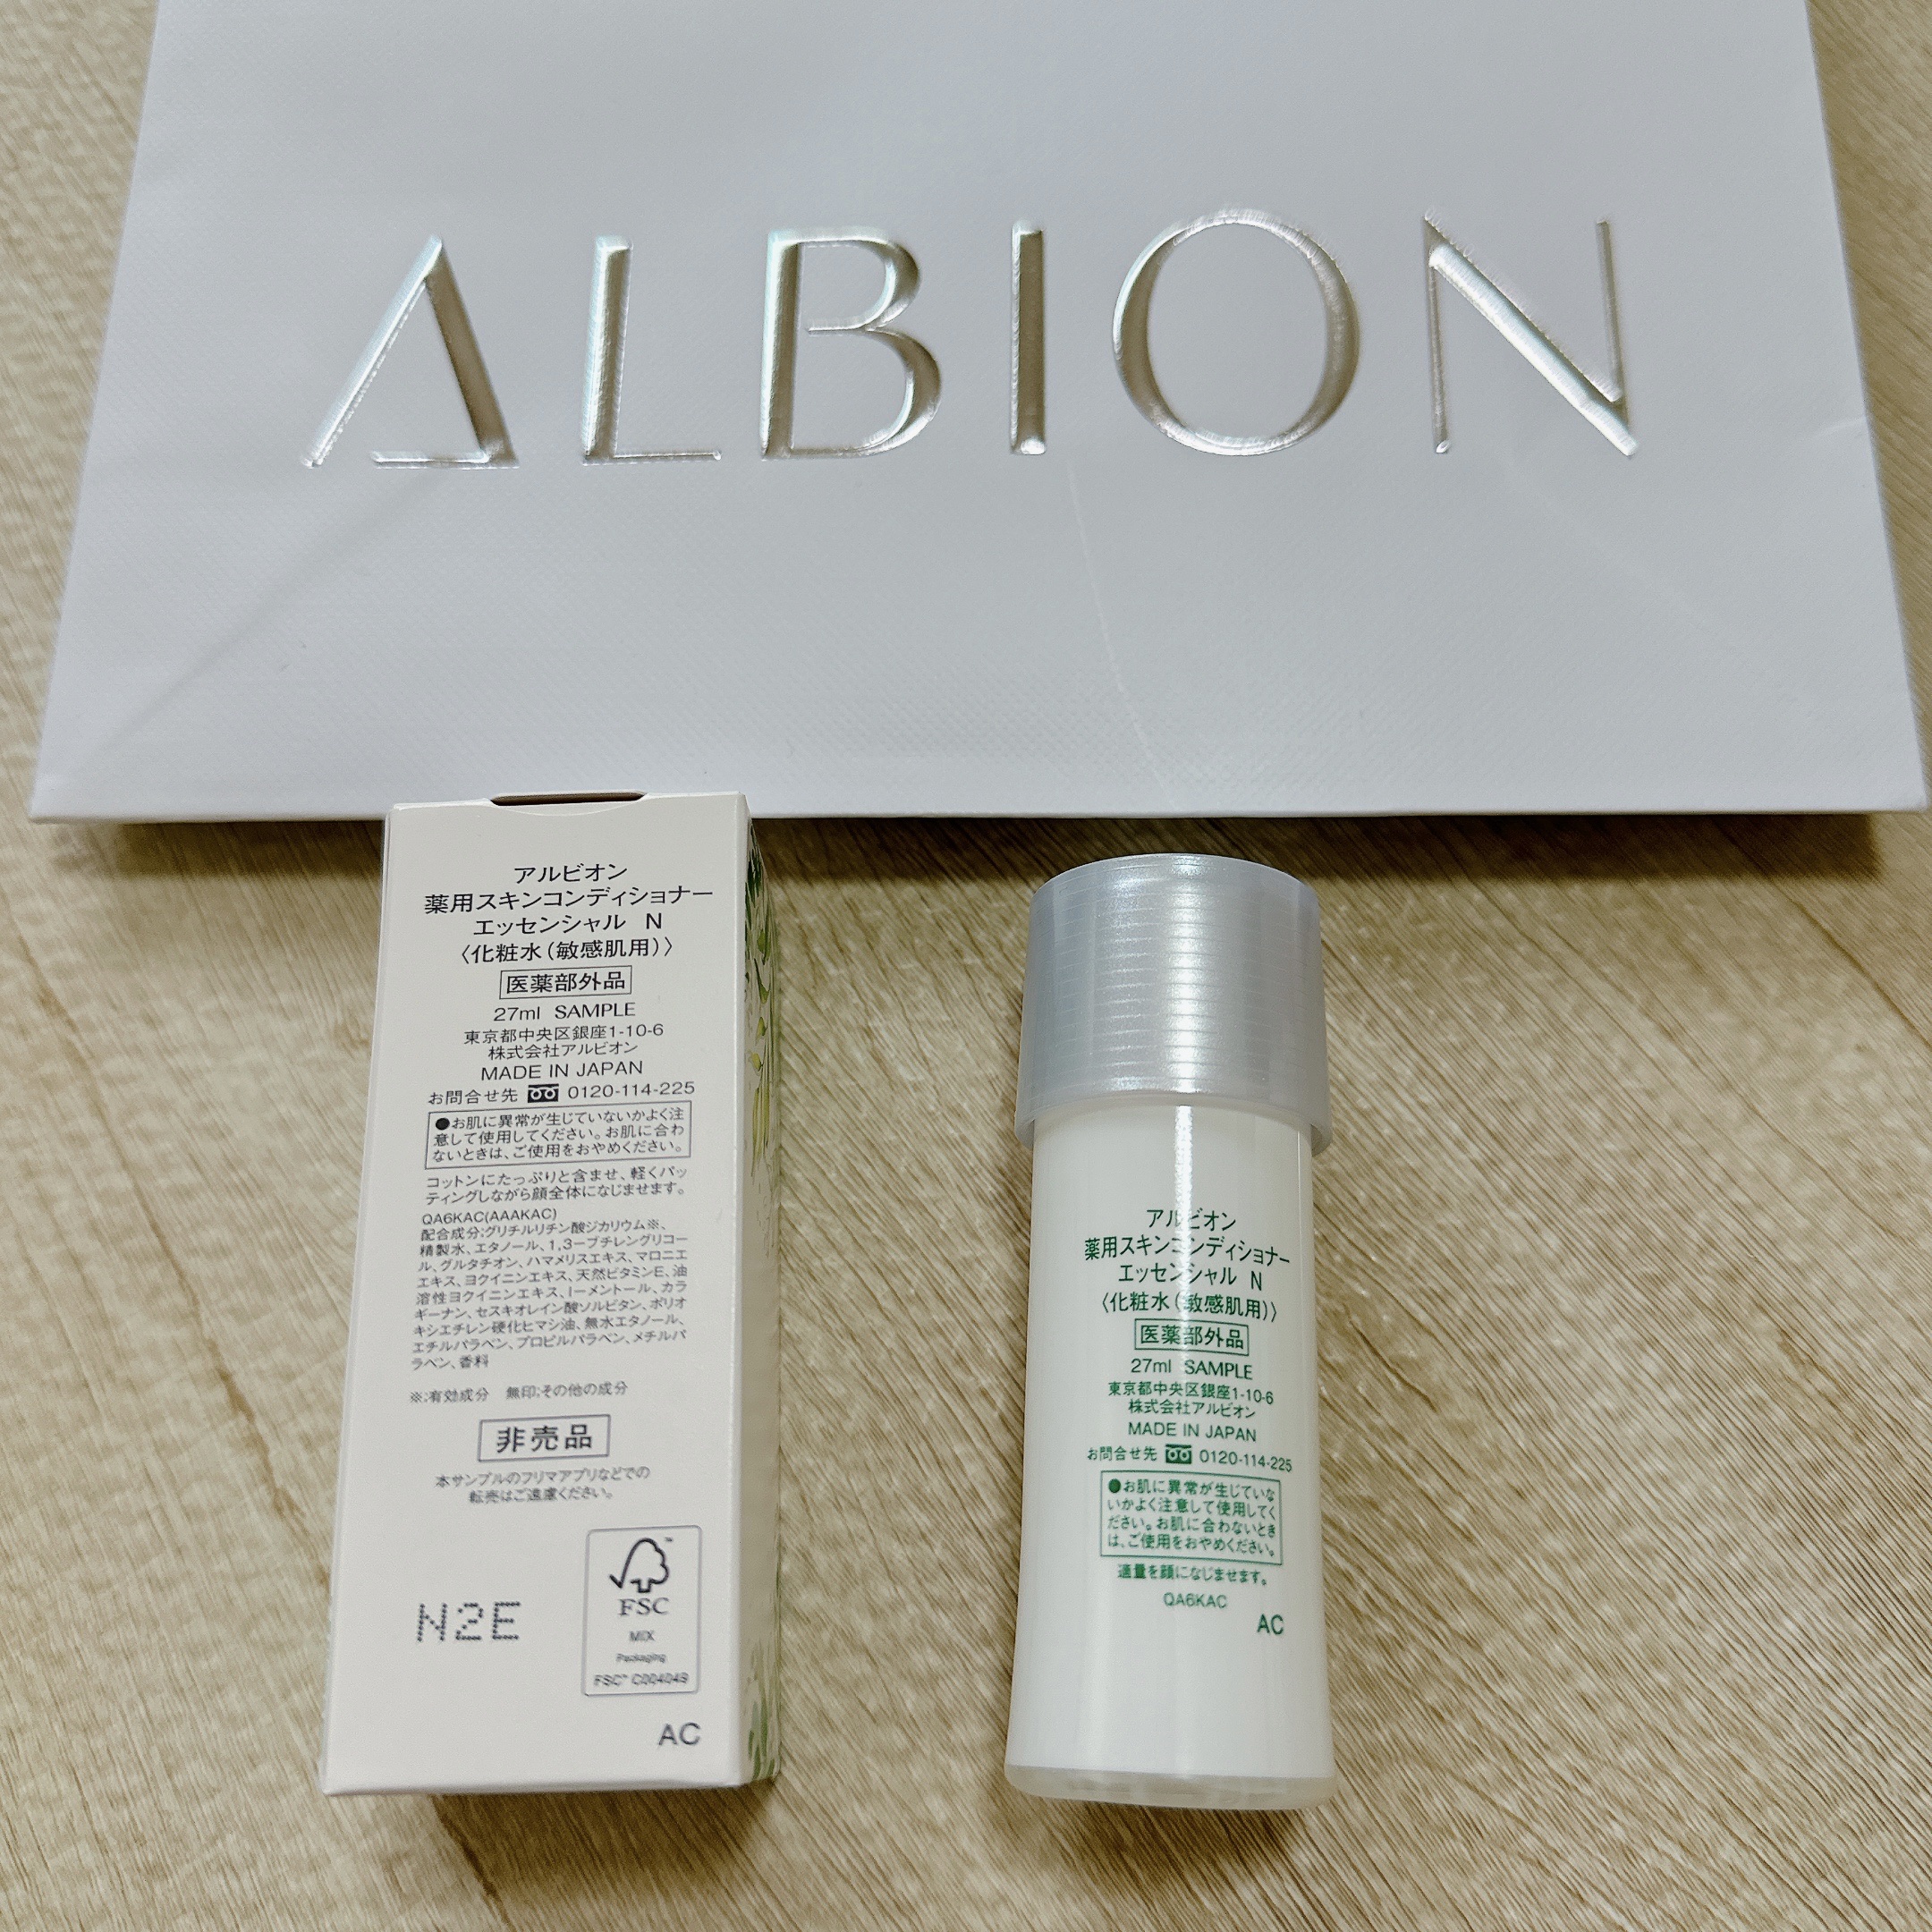 ALBION
アルビオン
薬用スキンコンディショナー
エッセンシャル N
〈化粧水(敏感肌用)〉
医薬部外品
27ml SAMPLE
東京都中央区銀座1-10-6
株式会社アルビオン
MADE IN JAPAN
お問合せ先 0120-114-225
●お肌に異常が生じていないかよく注
意して使用してください。お肌に合わ
ないときは、ご使用をおやめください。
コットンにたっぷりと含ませ、軽くパッ
ティングしながら顔全体になじませます。
QA6KAC(AAAKAC)
配合成分:グリチルリチン酸ジカリウム※、
精製水、エタノール、1,3-ブチレングリコー
ル、グルタチオン、ハマメリスエキス、マロニエ
エキス、ヨクイニンエキス、天然ビタミンE、油
溶性ヨクイニンエキス、l-メントール、カラ
ギーナン、セスキオレイン酸ソルビタン、ポリオ
キシエチレン硬化ヒマシ油、無水エタノール、
エチルパラベン、プロピルパラベン、メチルパ
ラベン、香料
※:有効成分 無印:その他の成分
非売品
本サンプルのフリマアプリなどでの
転売はご遠慮ください。
N2E
FSC
MIX
Packaging
FSC™ C004049
AC
アルビオン
薬用スキンコンディショナー
エッセンシャル N
〈化粧水(敏感肌用)〉
医薬部外品
27ml SAMPLE
東京都中央区銀座1-10-6
株式会社アルビオン
MADE IN JAPAN
お問合せ先 0120-114-225
●お肌に異常が生じていな
いかよく注意して使用してく
ださい。お肌に合わないとき
は、ご使用をおやめください。
適量を顔になじませます。
QA6KAC
AC